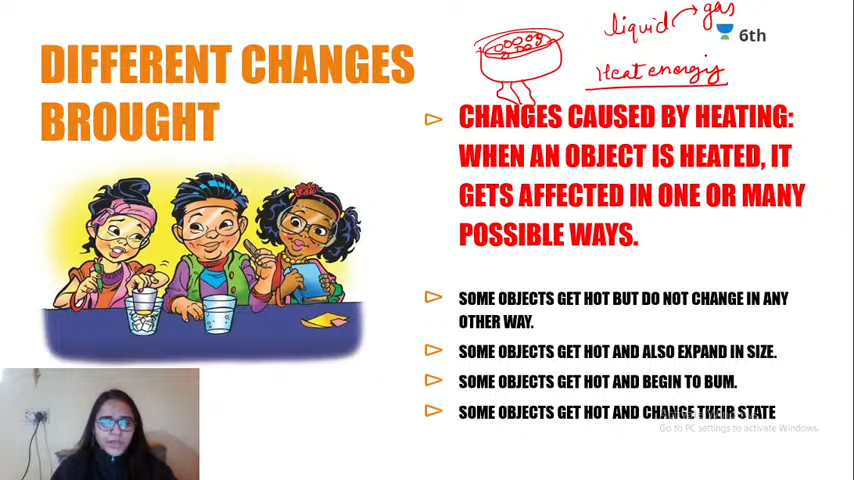 liquid → gas
6th
Heat energy
DIFFERENT CHANGES
BROUGHT
CHANGES CAUSED BY HEATING:
WHEN AN OBJECT IS HEATED, IT
GETS AFFECTED IN ONE OR MANY
POSSIBLE WAYS.
SOME OBJECTS GET HOT BUT DO NOT CHANGE IN ANY
OTHER WAY.
SOME OBJECTS GET HOT AND ALSO EXPAND IN SIZE.
SOME OBJECTS GET HOT AND BEGIN TO BUM.
SOME OBJECTS GET HOT AND CHANGE THEIR STATE
Go to PC settings to activate Windows.